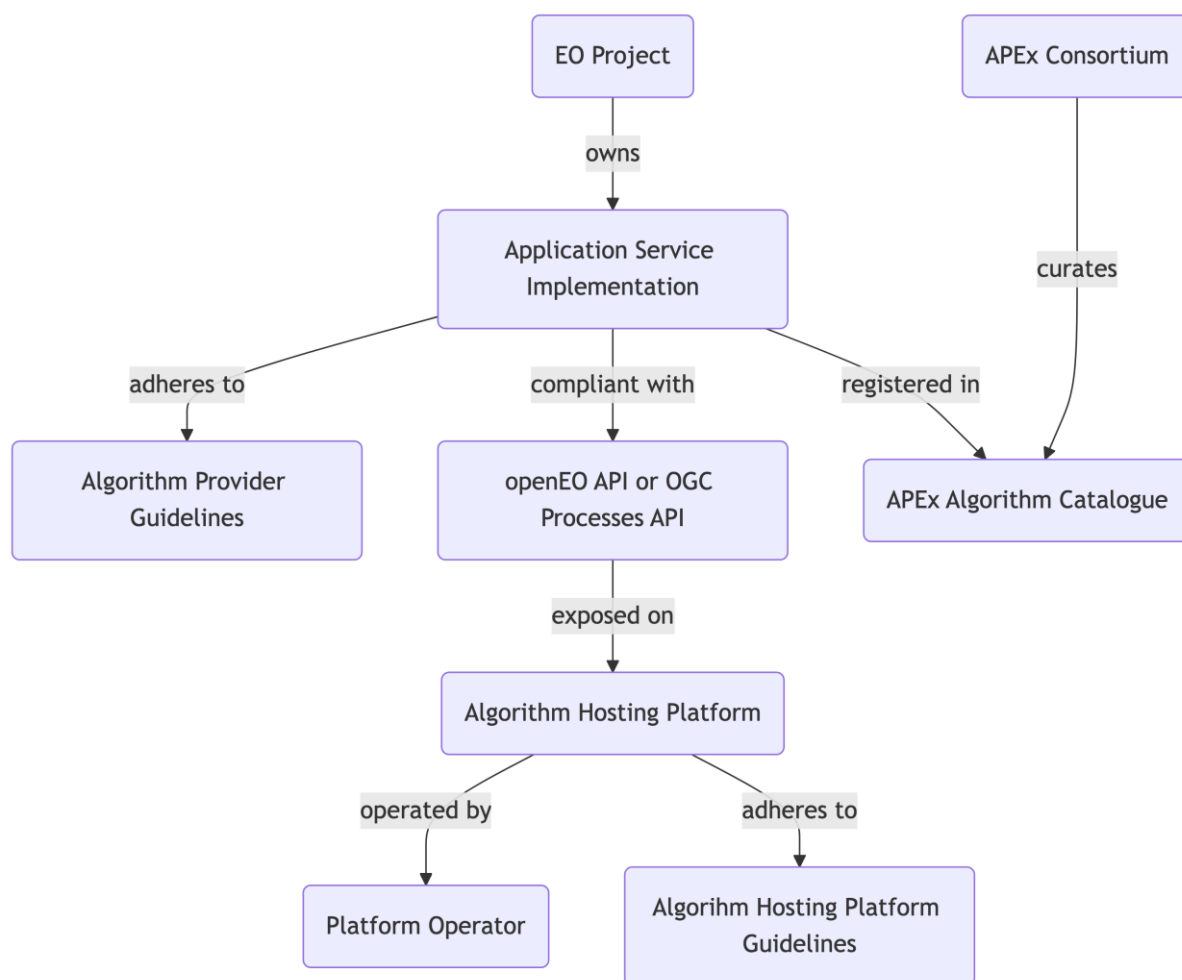 EO Project
APEx Consortium
owns
Application Service
Implementation
curates
adheres to
compliant with
registered in
Algorithm Provider
Guidelines
openEO API or OGC
Processes API
APEx Algorithm Catalogue
exposed on
Algorithm Hosting Platform
operated by
adheres to
Platform Operator
Algorihm Hosting Platform
Guidelines